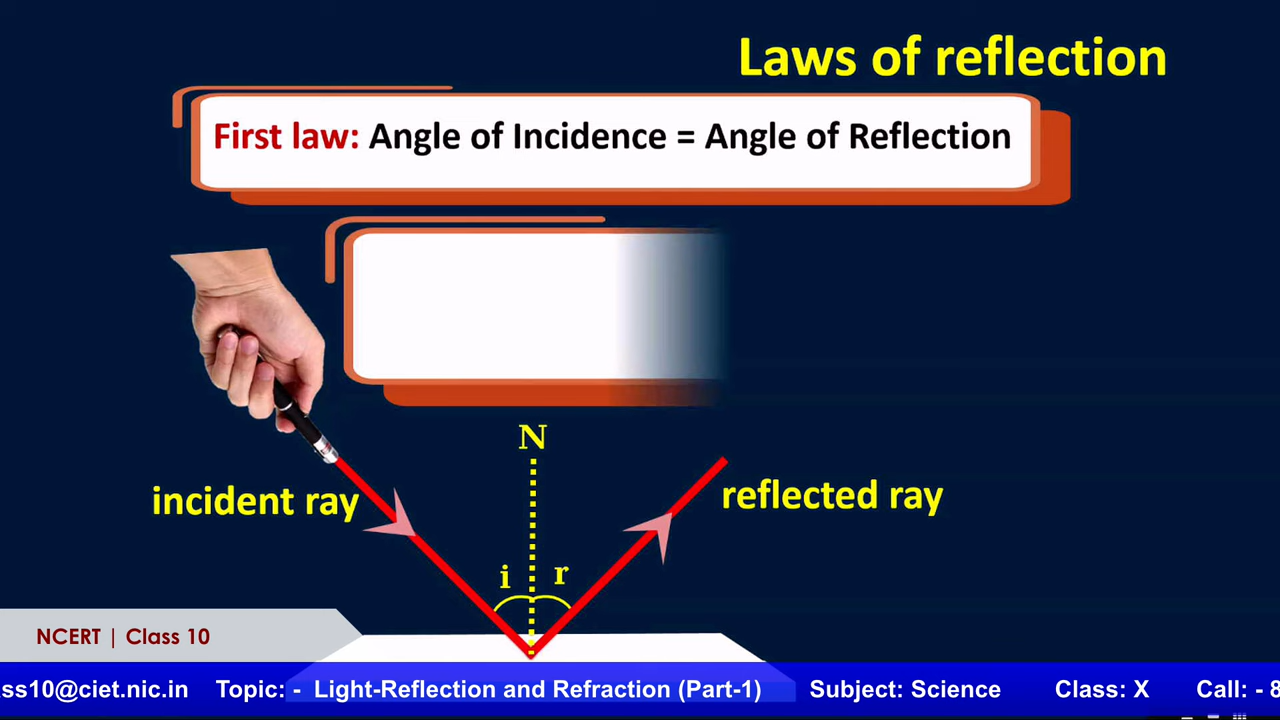 Laws of reflection
First law: Angle of Incidence = Angle of Reflection
N
incident ray
reflected ray
i
r
NCERT | Class 10
ss10@ciet.nic.in Topic: - Light-Reflection and Refraction (Part-1) Subject: Science Class: X Call: - 8